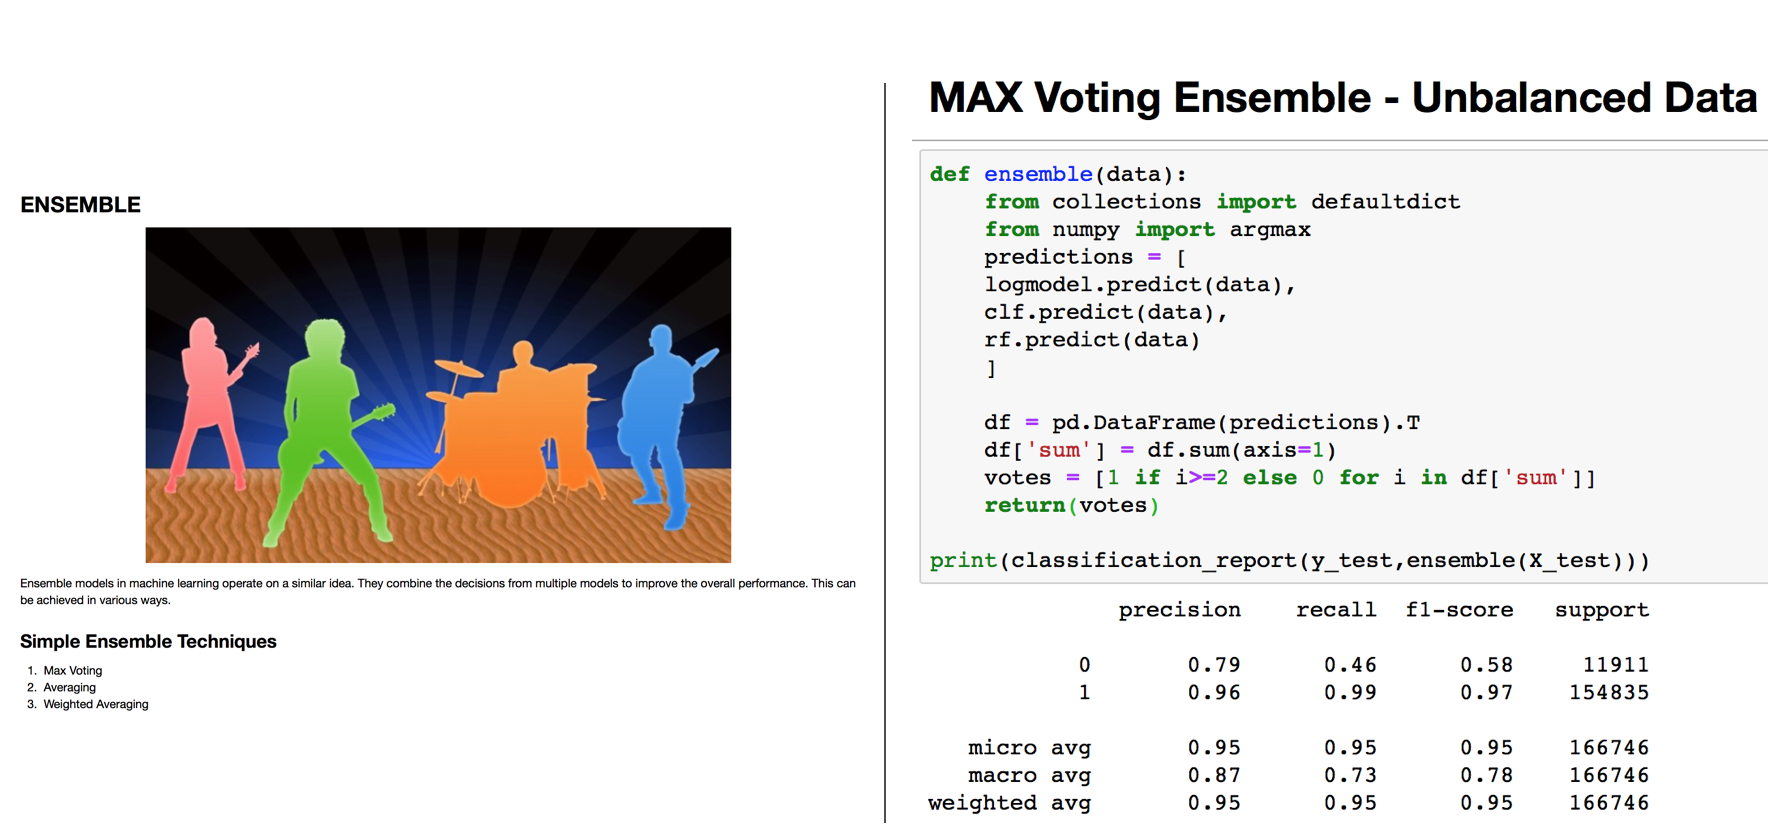 ENSEMBLE
Ensemble models in machine learning operate on a similar idea. They combine the decisions from multiple models to improve the overall performance. This can
be achieved in various ways.
Simple Ensemble Techniques
1. Max Voting
2. Averaging
3. Weighted Averaging
MAX Voting Ensemble - Unbalanced Data
def ensemble(data):
    from collections import defaultdict
    from numpy import argmax
    predictions = [
    logmodel.predict(data),
    clf.predict(data),
    rf.predict(data)
    ]
    df = pd.DataFrame(predictions).T
    df['sum'] = df.sum(axis=1)
    votes = [1 if i>=2 else 0 for i in df['sum']]
    return(votes)
print(classification_report(y_test,ensemble(X_test)))
precision recall f1-score support
0 0.79 0.46 0.58 11911
1 0.96 0.99 0.97 154835
micro avg 0.95 0.95 0.95 166746
macro avg 0.87 0.73 0.78 166746
weighted avg 0.95 0.95 0.95 166746